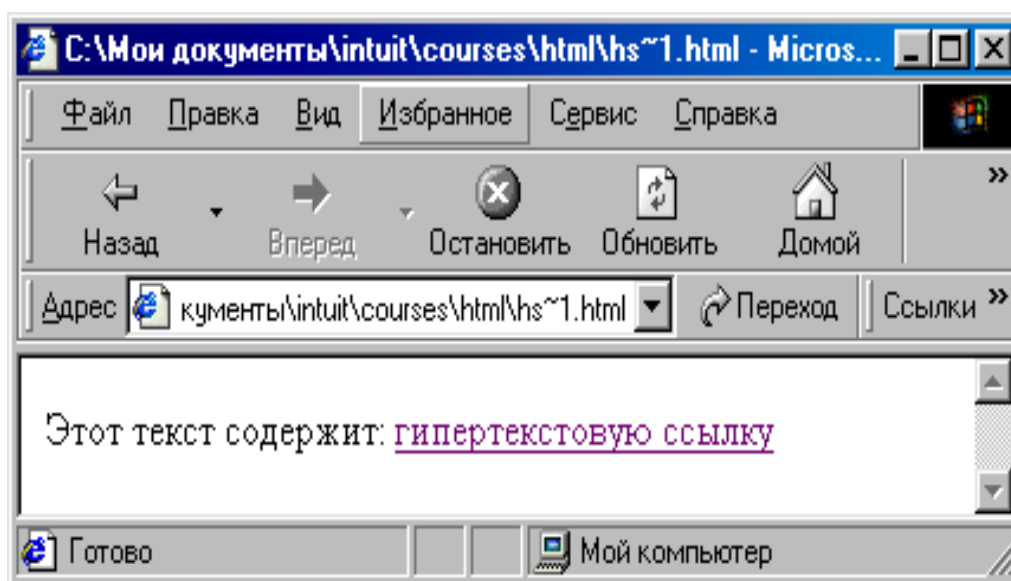 C:\Мои документы\intuit\courses\html\hs~1.html - Micros...
Файл Правка Вид Избранное Сервис Справка
Назад Вперед Остановить Обновить Домой »
Адрес кументы\intuit\courses\html\hs~1.html Переход Ссылки »
Этот текст содержит: гипертекстовую ссылку
Готово Мой компьютер